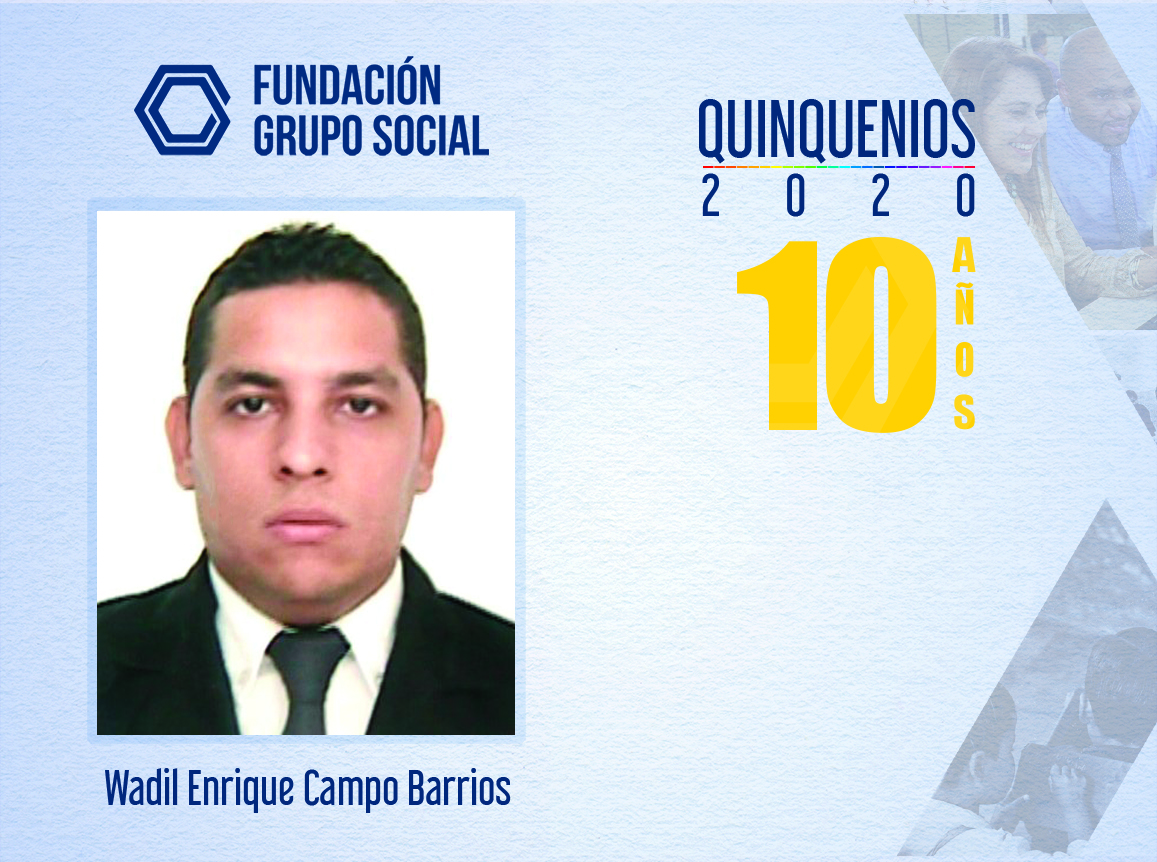 FUNDACIÓN
GRUPO SOCIAL
QUINQUENIOS
2020
10
AÑOS
Wadil Enrique Campo Barrios